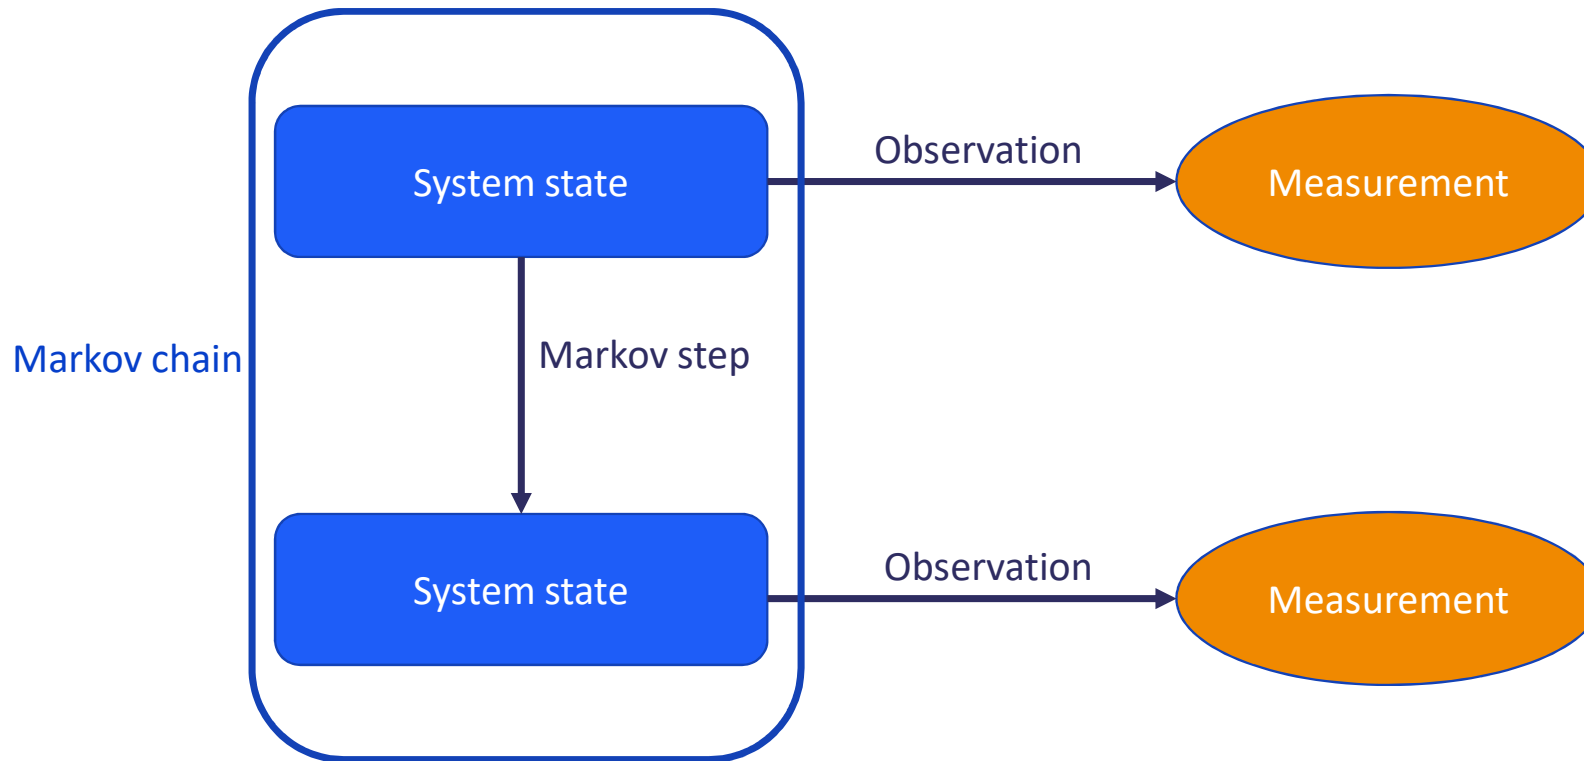 System state
Observation
Measurement
Markov chain
Markov step
System state
Observation
Measurement